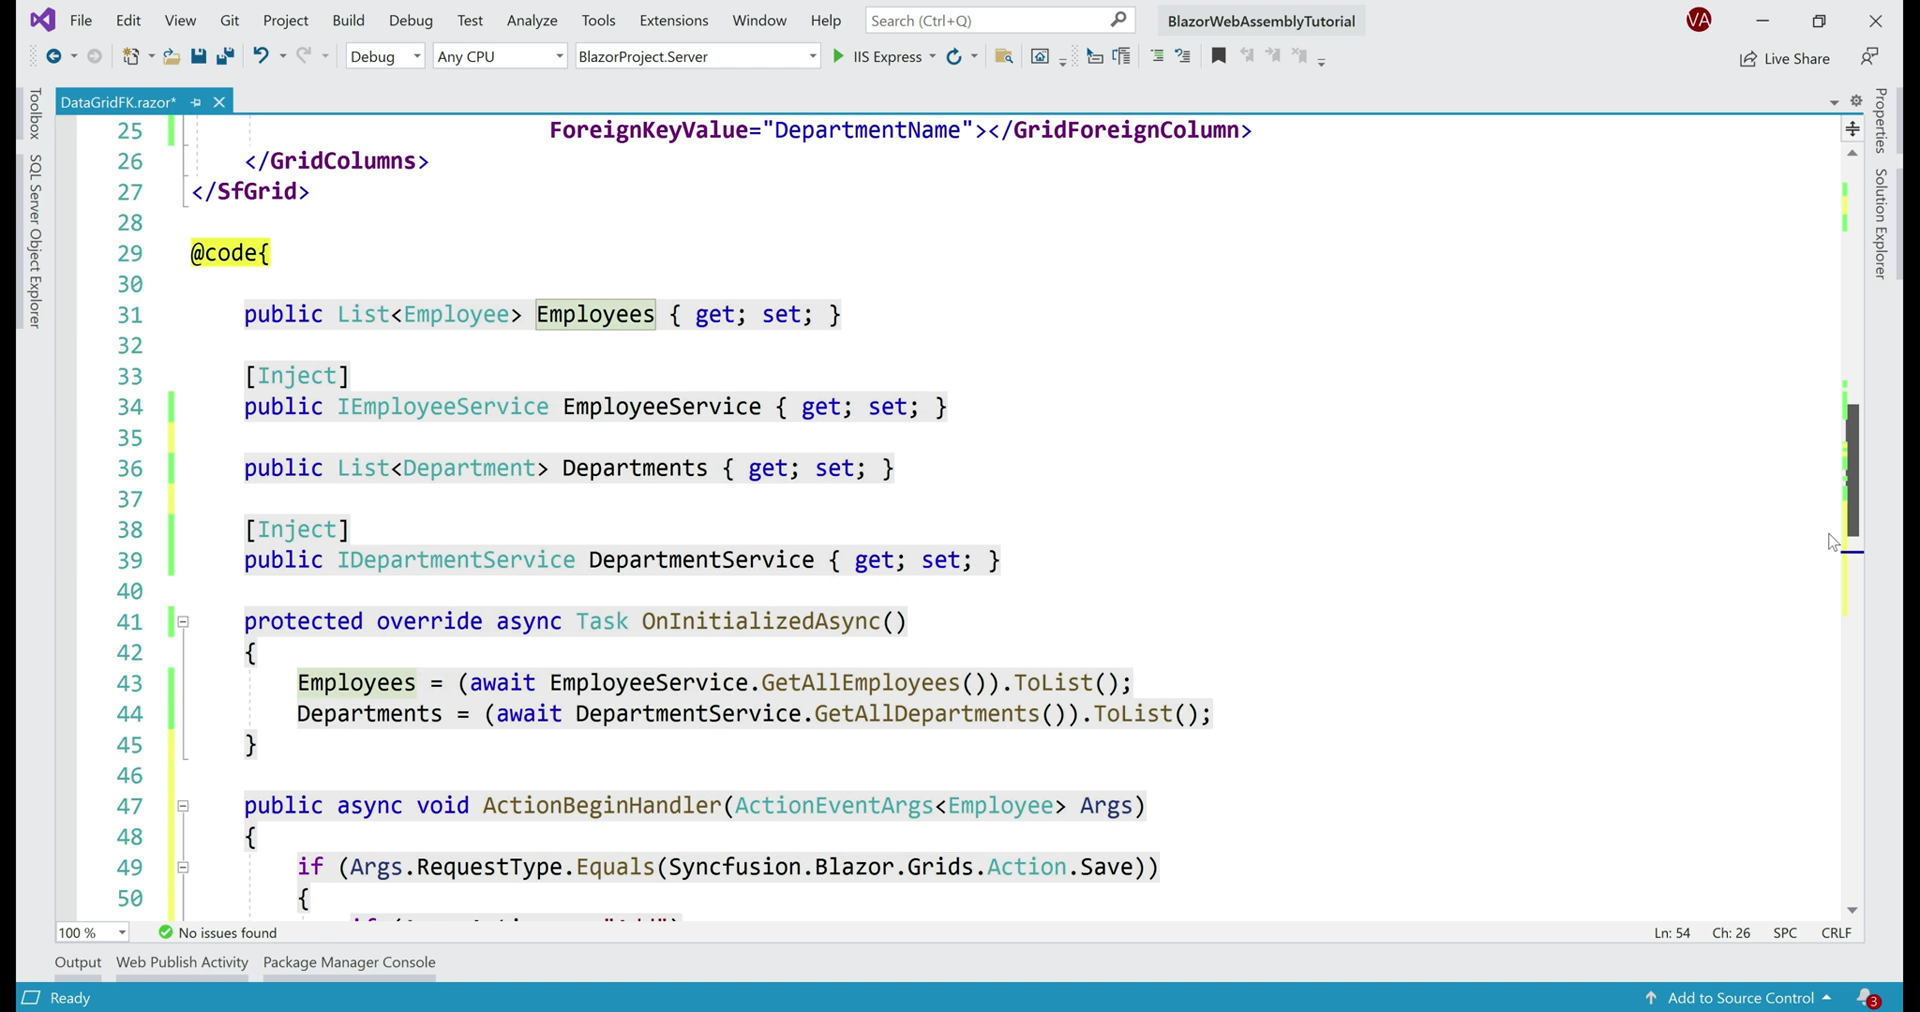 File Edit View Git Project Build Debug Test Analyze Tools Extensions Window Help Search (Ctrl+Q) BlazorWebAssemblyTutorial VA
Debug Any CPU BlazorProject.Server IIS Express Live Share
DataGridFK.razor*
Toolbox
SQL Server Object Explorer
Properties
Solution Explorer
25 ForeignKeyValue="DepartmentName"></GridForeignColumn>
26 </GridColumns>
27 </SfGrid>
28
29 @code{
30
31 public List<Employee> Employees { get; set; }
32
33 [Inject]
34 public IEmployeeService EmployeeService { get; set; }
35
36 public List<Department> Departments { get; set; }
37
38 [Inject]
39 public IDepartmentService DepartmentService { get; set; }
40
41 protected override async Task OnInitializedAsync()
42 {
43 Employees = (await EmployeeService.GetAllEmployees()).ToList();
44 Departments = (await DepartmentService.GetAllDepartments()).ToList();
45 }
46
47 public async void ActionBeginHandler(ActionEventArgs<Employee> Args)
48 {
49 if (Args.RequestType.Equals(Syncfusion.Blazor.Grids.Action.Save))
50 {
100 % No issues found Ln: 54 Ch: 26 SPC CRLF
Output Web Publish Activity Package Manager Console
Ready Add to Source Control 3